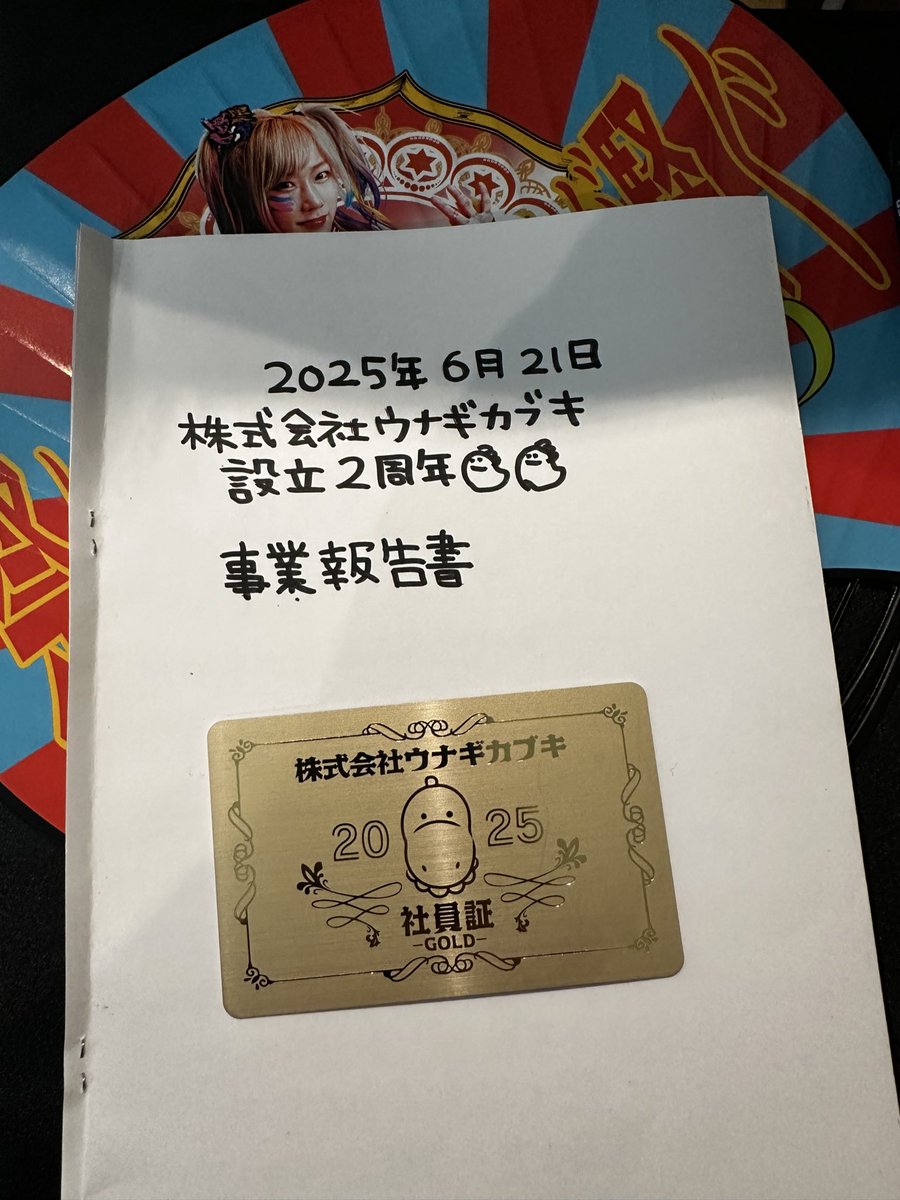 2025年6月21日
株式会社ウナギカブキ
設立2周年
事業報告書
株式会社ウナギカブキ
2025
社員証
-GOLD-